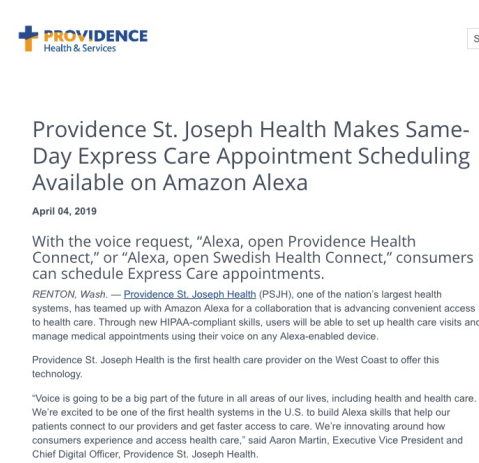 PROVIDENCE
Health & Services
S
Providence St. Joseph Health Makes Same-
Day Express Care Appointment Scheduling
Available on Amazon Alexa
April 04, 2019
With the voice request, “Alexa, open Providence Health
Connect,” or “Alexa, open Swedish Health Connect,” consumers
can schedule Express Care appointments.
RENTON, Wash. — Providence St. Joseph Health (PSJH), one of the nation’s largest health
systems, has teamed up with Amazon Alexa for a collaboration that is advancing convenient access
to health care. Through new HIPAA-compliant skills, users will be able to set up health care visits and
manage medical appointments using their voice on any Alexa-enabled device.
Providence St. Joseph Health is the first health care provider on the West Coast to offer this
technology.
“Voice is going to be a big part of the future in all areas of our lives, including health and health care.
We’re excited to be one of the first health systems in the U.S. to build Alexa skills that help our
patients connect to our providers and get faster access to care. We’re innovating around how
consumers experience and access health care,” said Aaron Martin, Executive Vice President and
Chief Digital Officer, Providence St. Joseph Health.